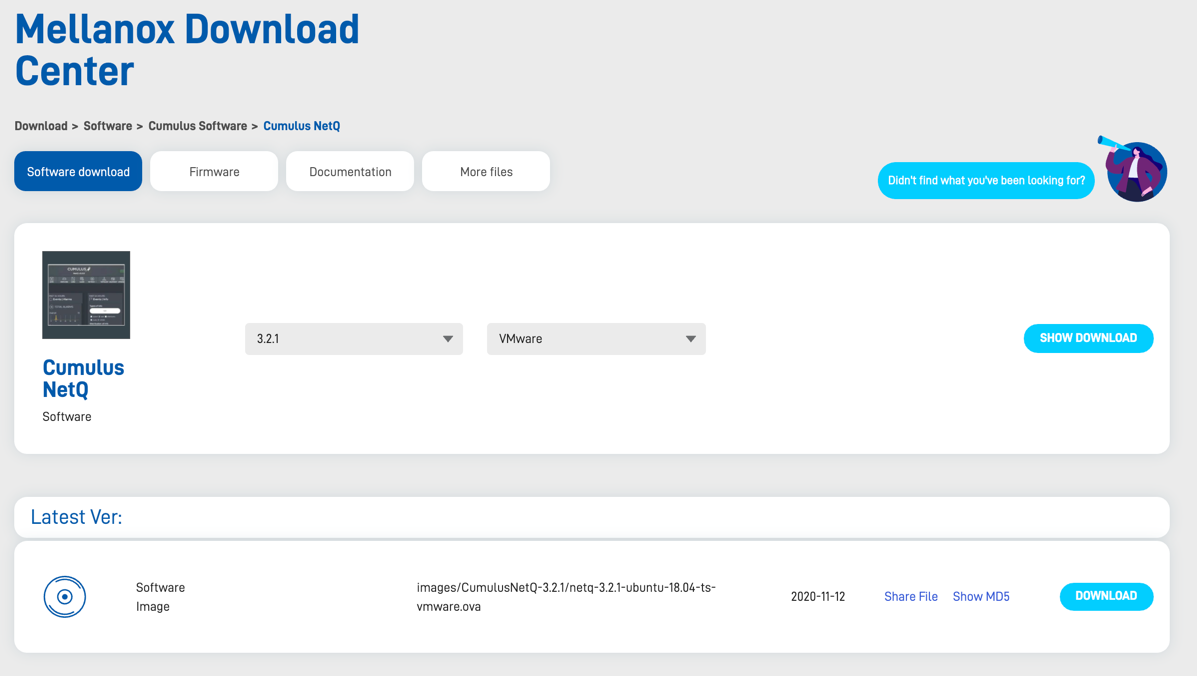 Mellanox Download
Center
Download > Software > Cumulus Software > Cumulus NetQ
Software download
Firmware
Documentation
More files
Didn't find what you've been looking for?
CUMULUS
Cumulus
NetQ
Software
3.2.1
VMware
SHOW DOWNLOAD
Latest Ver:
Software
Image
images/CumulusNetQ-3.2.1/netq-3.2.1-ubuntu-18.04-ts-
vmware.ova
2020-11-12
Share File
Show MD5
DOWNLOAD